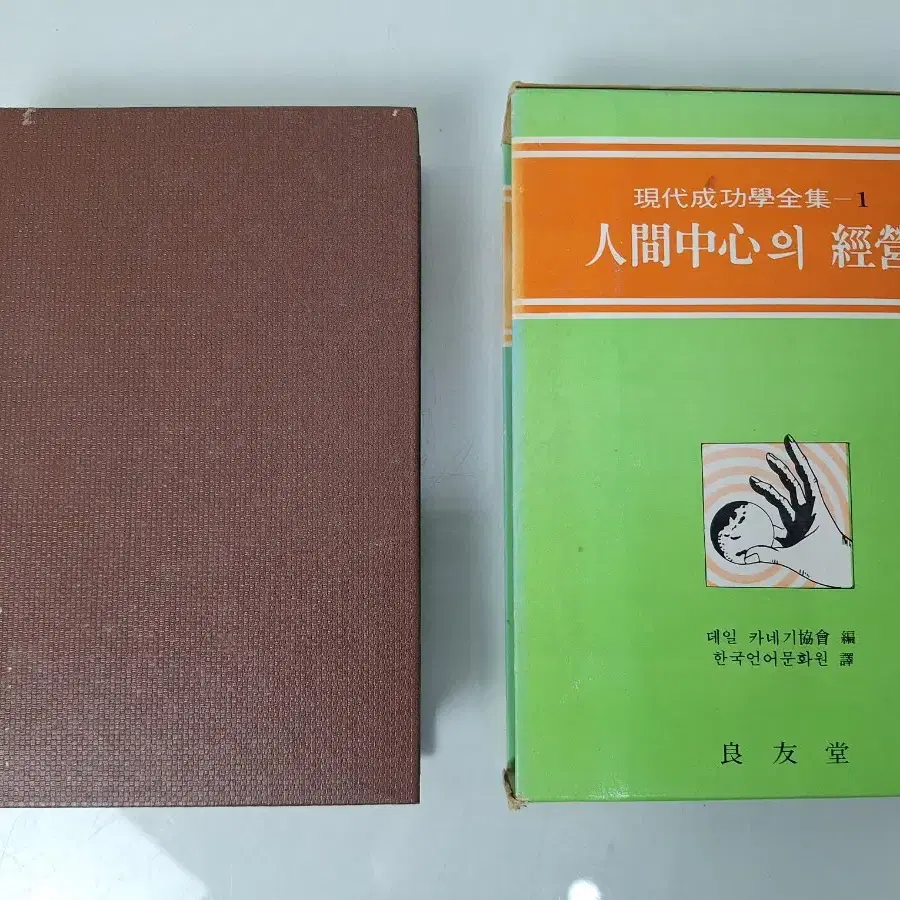 現代成功學全集-1
人間中心의 經營
데일 카네기協會 編
한국언어문화원 譯
良友堂